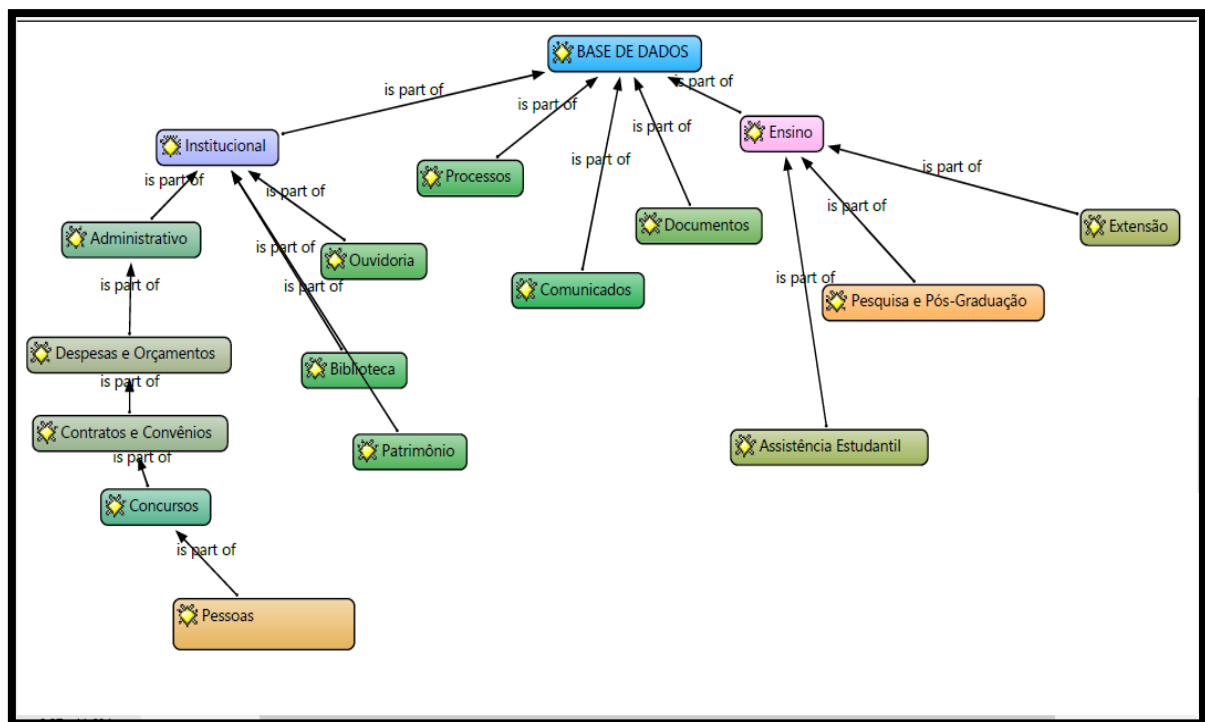 BASE DE DADOS
is part of
is part of
is part of
is part of
is part of
Institucional
Ensino
Processos
is part of
is part of
is part of
is part of
is part of
Administrativo
Ouvidoria
Documentos
Extensão
is part of
is part of
is part of
is part of
Comunicados
Pesquisa e Pós-Graduação
Despesas e Orçamentos
Biblioteca
is part of
Contratos e Convênios
Patrimônio
Assistência Estudantil
is part of
Concursos
is part of
Pessoas